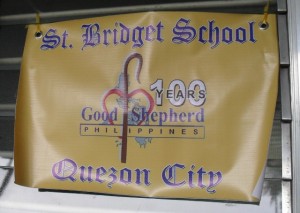 St. Bridget School
100
YEARS
Good Shepherd
PHILIPPINES
Quezon City